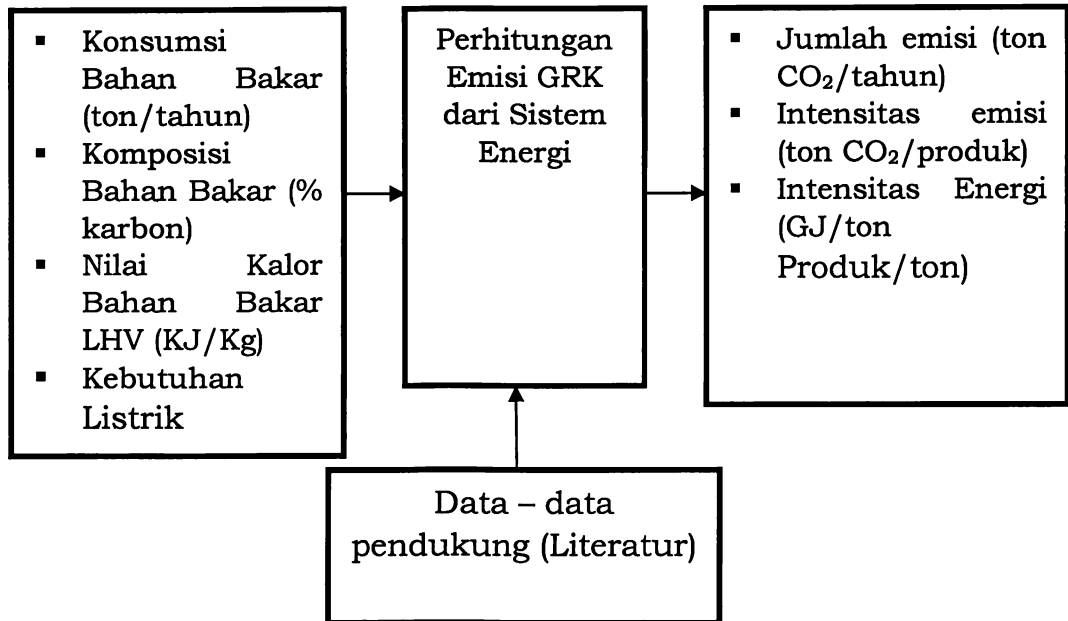 ▪ Konsumsi
Bahan Bakar
(ton/tahun)
▪ Komposisi
Bahan Bakar (%
karbon)
▪ Nilai Kalor
Bahan Bakar
LHV (KJ/Kg)
▪ Kebutuhan
Listrik
Perhitungan
Emisi GRK
dari Sistem
Energi
▪ Jumlah emisi (ton
CO₂/tahun)
▪ Intensitas emisi
(ton CO₂/produk)
▪ Intensitas Energi
(GJ/ton
Produk/ton)
Data – data
pendukung (Literatur)